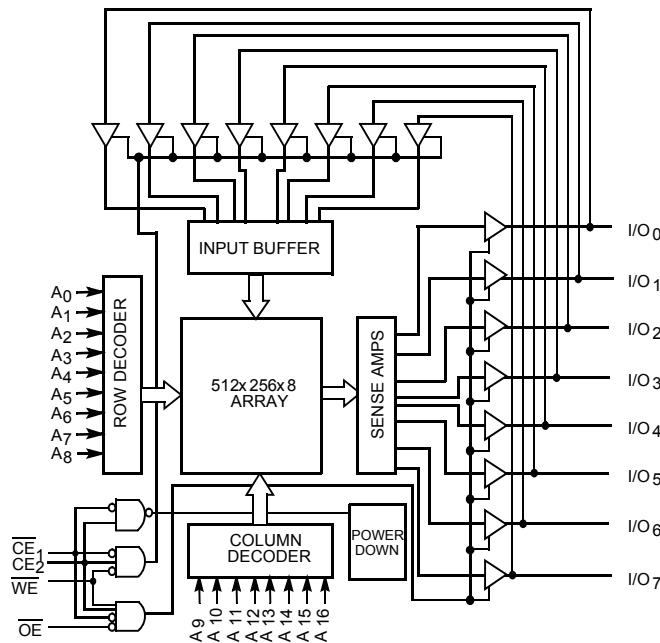 INPUT BUFFER
I/O0
I/O1
I/O2
I/O3
I/O4
I/O5
I/O6
I/O7
A0
A1
A2
A3
A4
A5
A6
A7
A8
ROW DECODER
512x256x8
ARRAY
SENSE AMPS
COLUMN
DECODER
POWER
DOWN
CE1
CE2
WE
OE
A9
A10
A11
A12
A13
A14
A15
A16